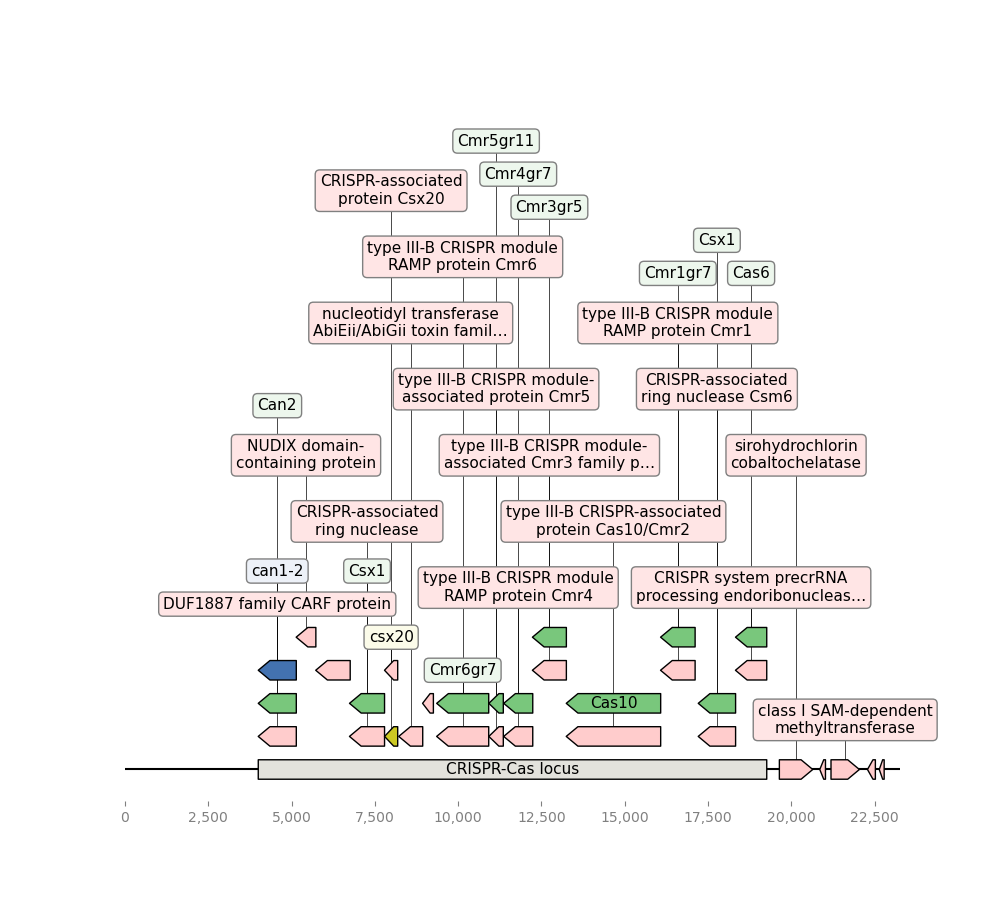 Cmr5gr11
Cmr4gr7
CRISPR-associated
protein Csx20
Cmr3gr5
Csx1
type III-B CRISPR module
RAMP protein Cmr6
Cmr1gr7
Cas6
nucleotidyl transferase
AbiEii/AbiGii toxin famil...
type III-B CRISPR module
RAMP protein Cmr1
type III-B CRISPR module-
associated protein Cmr5
CRISPR-associated
ring nuclease Csm6
Can2
NUDIX domain-
containing protein
type III-B CRISPR module-
associated Cmr3 family p...
sirohydrochlorin
cobaltochelatase
CRISPR-associated
ring nuclease
type III-B CRISPR-associated
protein Cas10/Cmr2
can1-2
Csx1
type III-B CRISPR module
RAMP protein Cmr4
CRISPR system precrRNA
processing endoribonucleas...
DUF1887 family CARF protein
csx20
Cmr6gr7
Cas10
class I SAM-dependent
methyltransferase
CRISPR-Cas locus
0
2,500
5,000
7,500
10,000
12,500
15,000
17,500
20,000
22,500